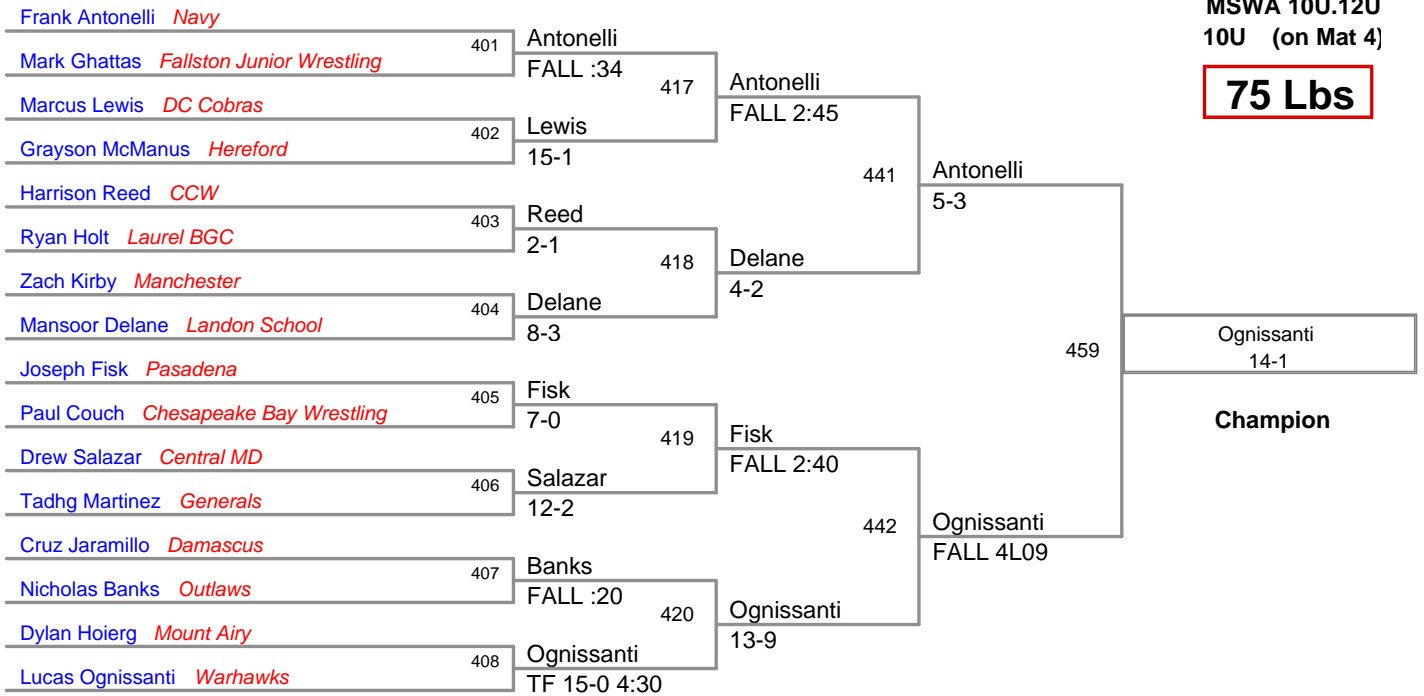 MSWA 10U.12U
10U (on Mat 4)
75 Lbs
Frank Antonelli Navy
Mark Ghattas Fallston Junior Wrestling
Marcus Lewis DC Cobras
Grayson McManus Hereford
Harrison Reed CCW
Ryan Holt Laurel BGC
Zach Kirby Manchester
Mansoor Delane Landon School
Joseph Fisk Pasadena
Paul Couch Chesapeake Bay Wrestling
Drew Salazar Central MD
Tadhg Martinez Generals
Cruz Jaramillo Damascus
Nicholas Banks Outlaws
Dylan Hoierg Mount Airy
Lucas Ognissanti Warhawks
401
Antonelli
FALL :34
402
Lewis
15-1
403
Reed
2-1
404
Delane
8-3
405
Fisk
7-0
406
Salazar
12-2
407
Banks
FALL :20
408
Ognissanti
TF 15-0 4:30
417
Antonelli
FALL 2:45
418
Delane
4-2
419
Fisk
FALL 2:40
420
Ognissanti
13-9
441
Antonelli
5-3
442
Ognissanti
FALL 4L09
459
Ognissanti
14-1
Champion